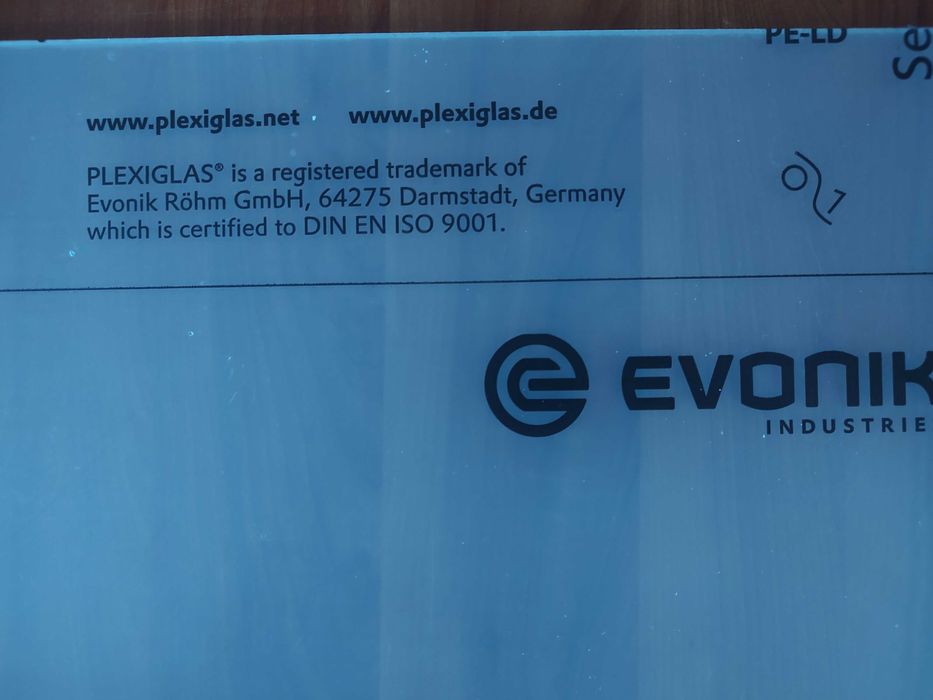 PE-LD
Se
www.plexiglas.net www.plexiglas.de
PLEXIGLAS® is a registered trademark of
Evonik Röhm GmbH, 64275 Darmstadt, Germany
which is certified to DIN EN ISO 9001.
EVONIK
INDUSTRIE